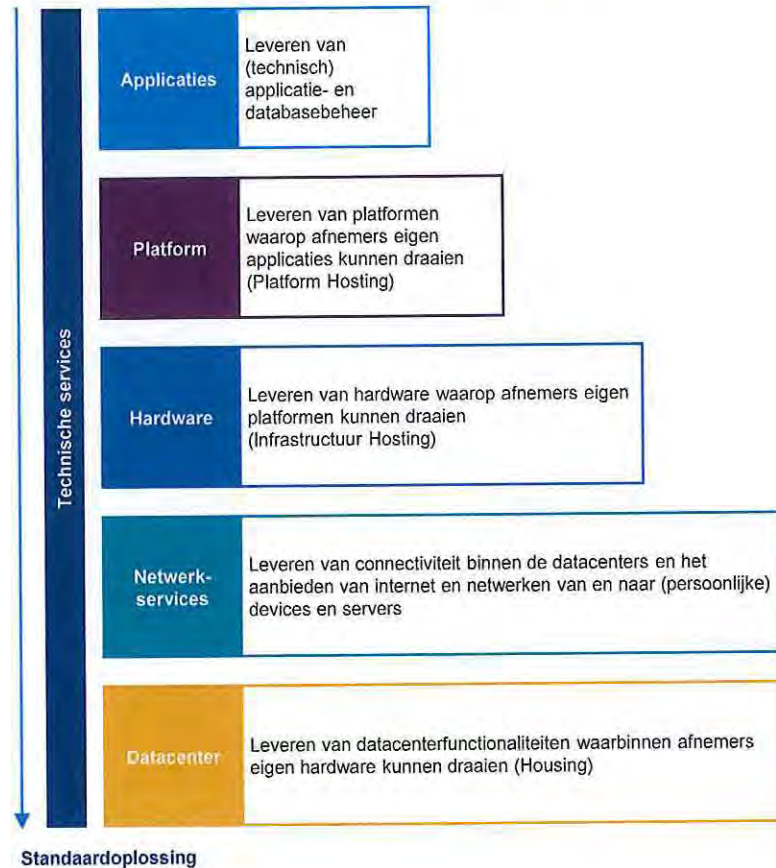 Technische services
Applicaties
Leveren van
(technisch)
applicatie- en
databasebeheer
Platform
Leveren van platformen
waarop afnemers eigen
applicaties kunnen draaien
(Platform Hosting)
Hardware
Leveren van hardware waarop afnemers eigen
platformen kunnen draaien
(Infrastructuur Hosting)
Netwerk-
services
Leveren van connectiviteit binnen de datacenters en het
aanbieden van internet en netwerken van en naar (persoonlijke)
devices en servers
Datacenter
Leveren van datacenterfunctionaliteiten waarbinnen afnemers
eigen hardware kunnen draaien (Housing)
Standaardoplossing